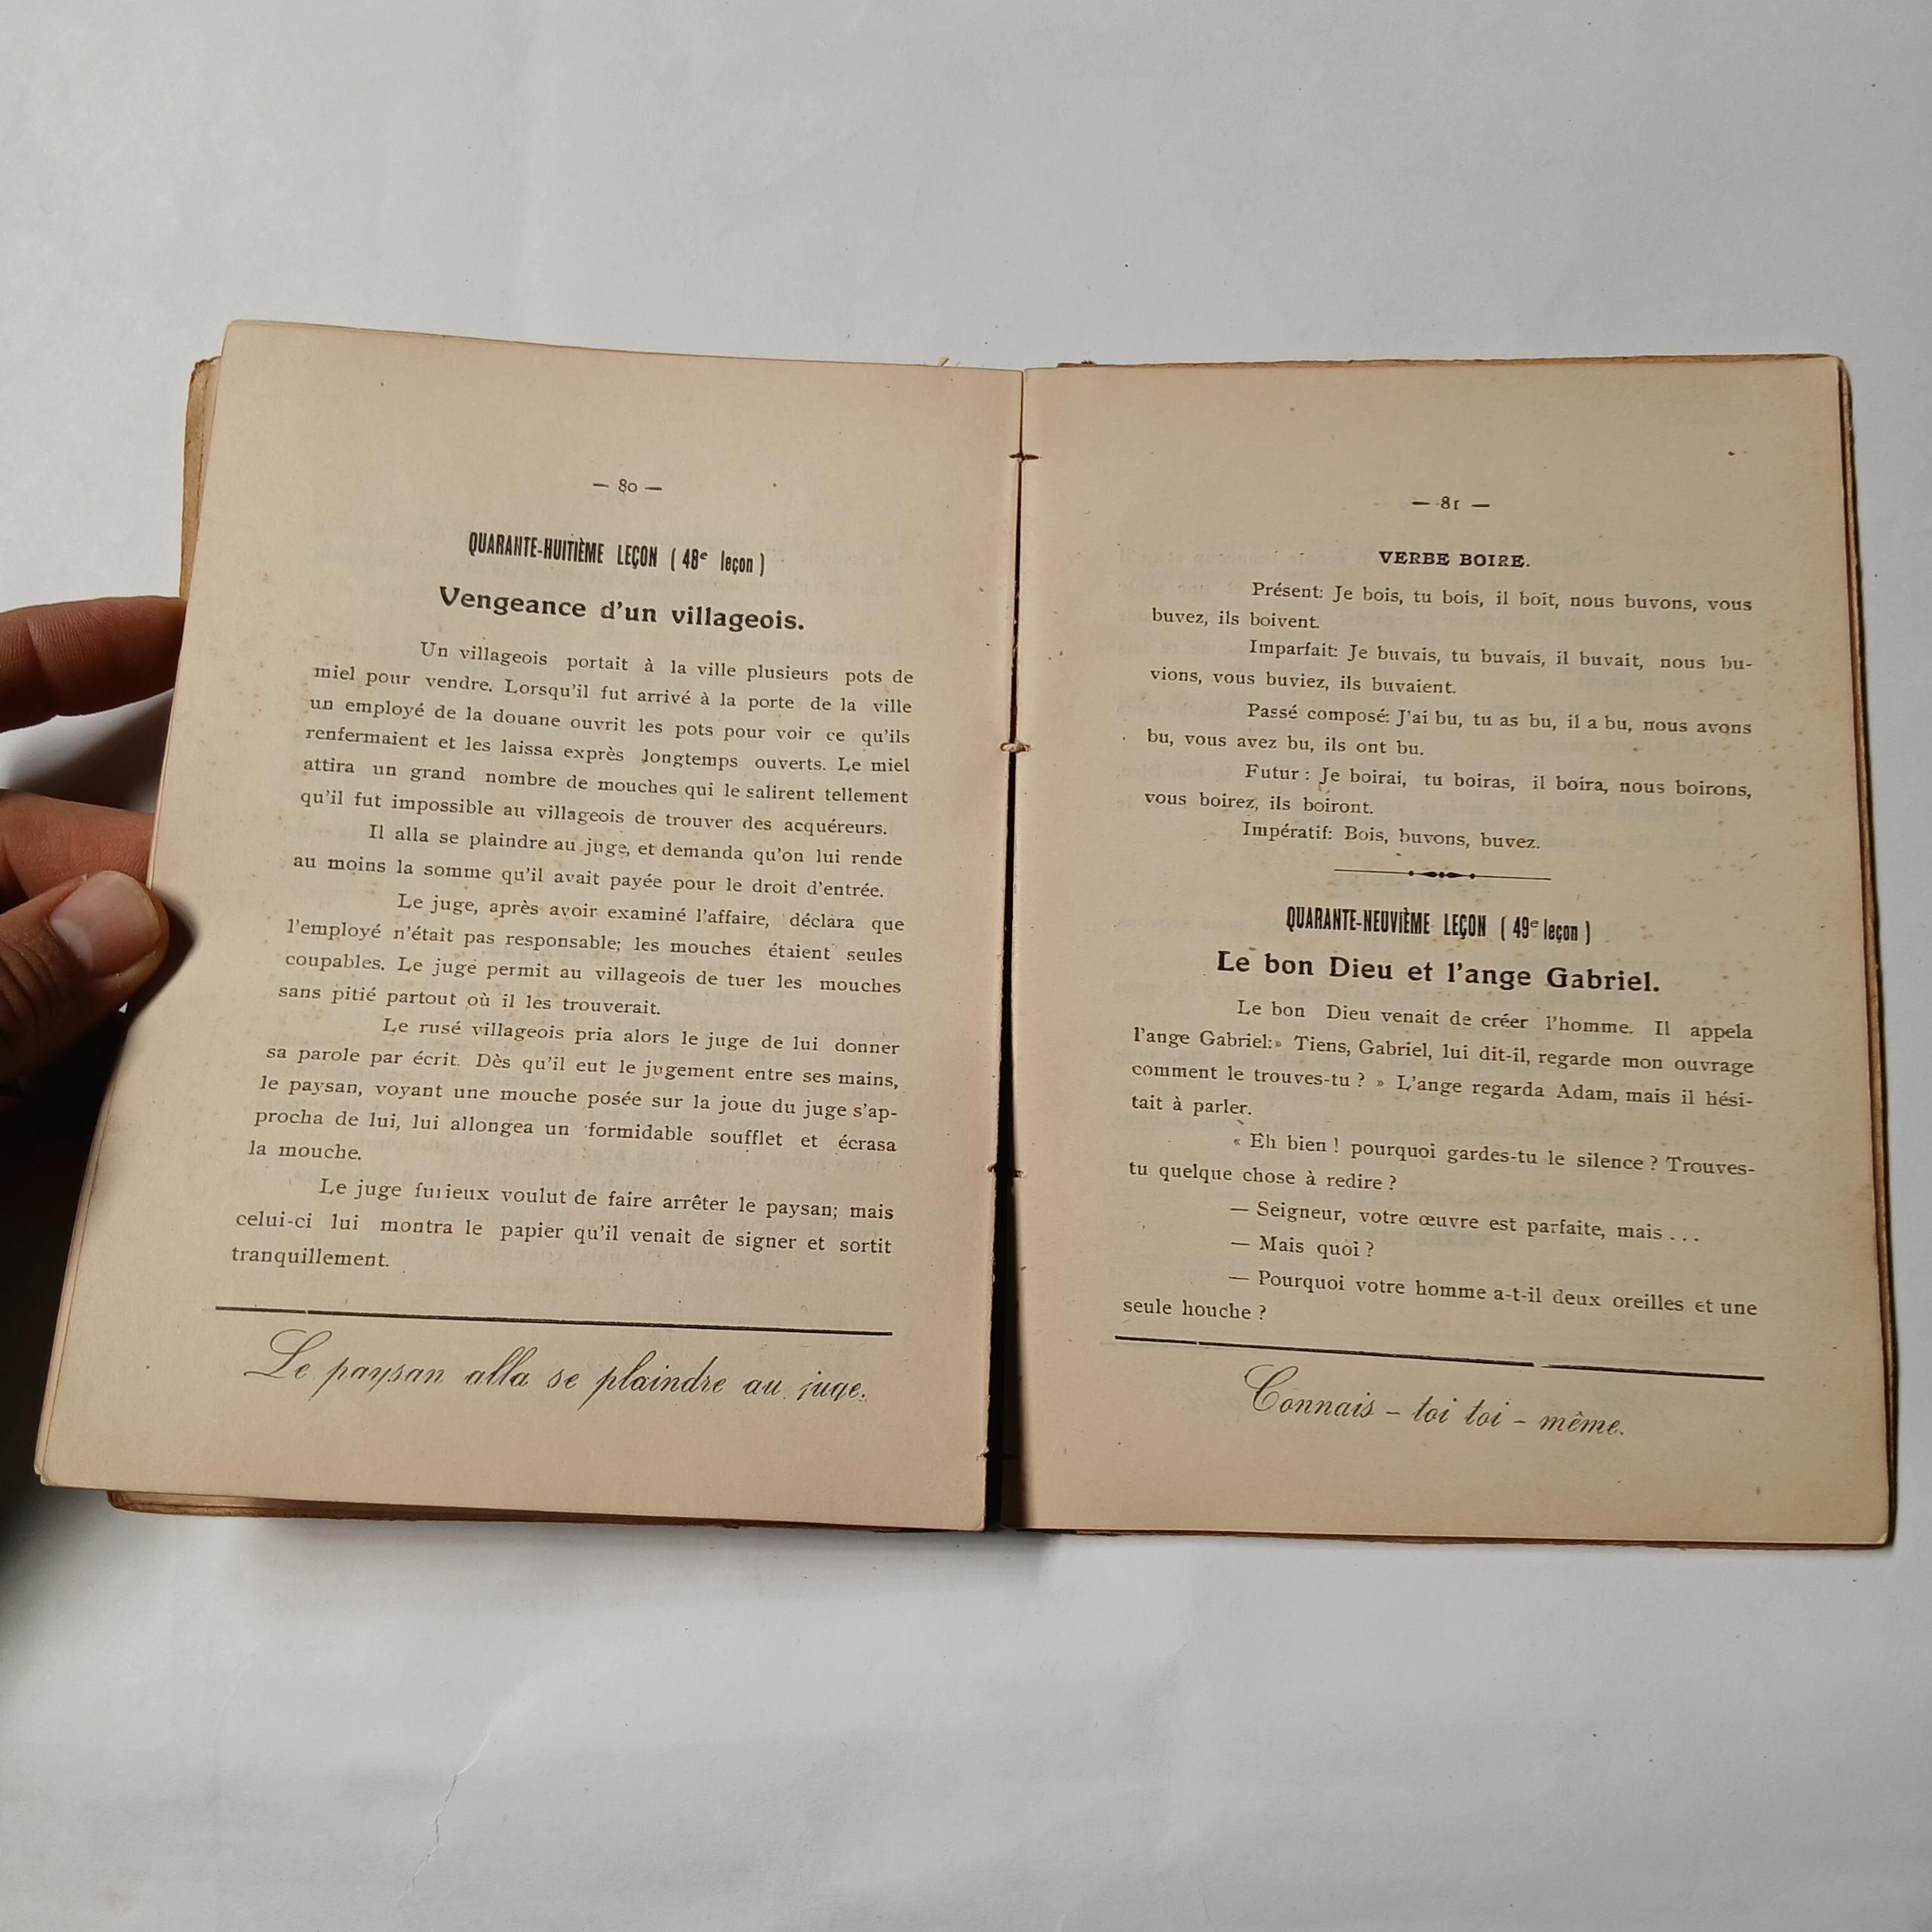 — 80 —
QUARANTE-HUITIÈME LEÇON ( 48e leçon )
Vengeance d'un villageois.
Un villageois portait à la ville plusieurs pots de
miel pour vendre. Lorsqu'il fut arrivé à la porte de la ville
un employé de la douane ouvrit les pots pour voir ce qu'ils
renfermaient et les laissa exprès longtemps ouverts. Le miel
attira un grand nombre de mouches qui le salirent tellement
qu'il fut impossible au villageois de trouver des acquéreurs.
Il alla se plaindre au juge, et demanda qu'on lui rende
au moins la somme qu'il avait payée pour le droit d'entrée.
Le juge, après avoir examiné l'affaire, déclara que
l'employé n'était pas responsable; les mouches étaient seules
coupables. Le juge permit au villageois de tuer les mouches
sans pitié partout où il les trouverait.
Le rusé villageois pria alors le juge de lui donner
sa parole par écrit. Dès qu'il eut le jugement entre ses mains,
le paysan, voyant une mouche posée sur la joue du juge s'ap-
procha de lui, lui allongea un formidable soufflet et écrasa
la mouche.
Le juge furieux voulut de faire arrêter le paysan; mais
celui-ci lui montra le papier qu'il venait de signer et sortit
tranquillement.
Le paysan alla se plaindre au juge.
— 81 —
VERBE BOIRE.
Présent: Je bois, tu bois, il boit, nous buvons, vous
buvez, ils boivent.
Imparfait: Je buvais, tu buvais, il buvait, nous bu-
vions, vous buviez, ils buvaient.
Passé composé: J'ai bu, tu as bu, il a bu, nous avons
bu, vous avez bu, ils ont bu.
Futur : Je boirai, tu boiras, il boira, nous boirons,
vous boirez, ils boiront.
Impératif: Bois, buvons, buvez.
QUARANTE-NEUVIÈME LEÇON ( 49e leçon )
Le bon Dieu et l'ange Gabriel.
Le bon Dieu venait de créer l'homme. Il appela
l'ange Gabriel:» Tiens, Gabriel, lui dit-il, regarde mon ouvrage
comment le trouves-tu ? » L'ange regarda Adam, mais il hési-
tait à parler.
« Eh bien ! pourquoi gardes-tu le silence ? Trouves-
tu quelque chose à redire ?
— Seigneur, votre œuvre est parfaite, mais . . .
— Mais quoi ?
— Pourquoi votre homme a-t-il deux oreilles et une
seule houche ?
Connais - toi toi - même.